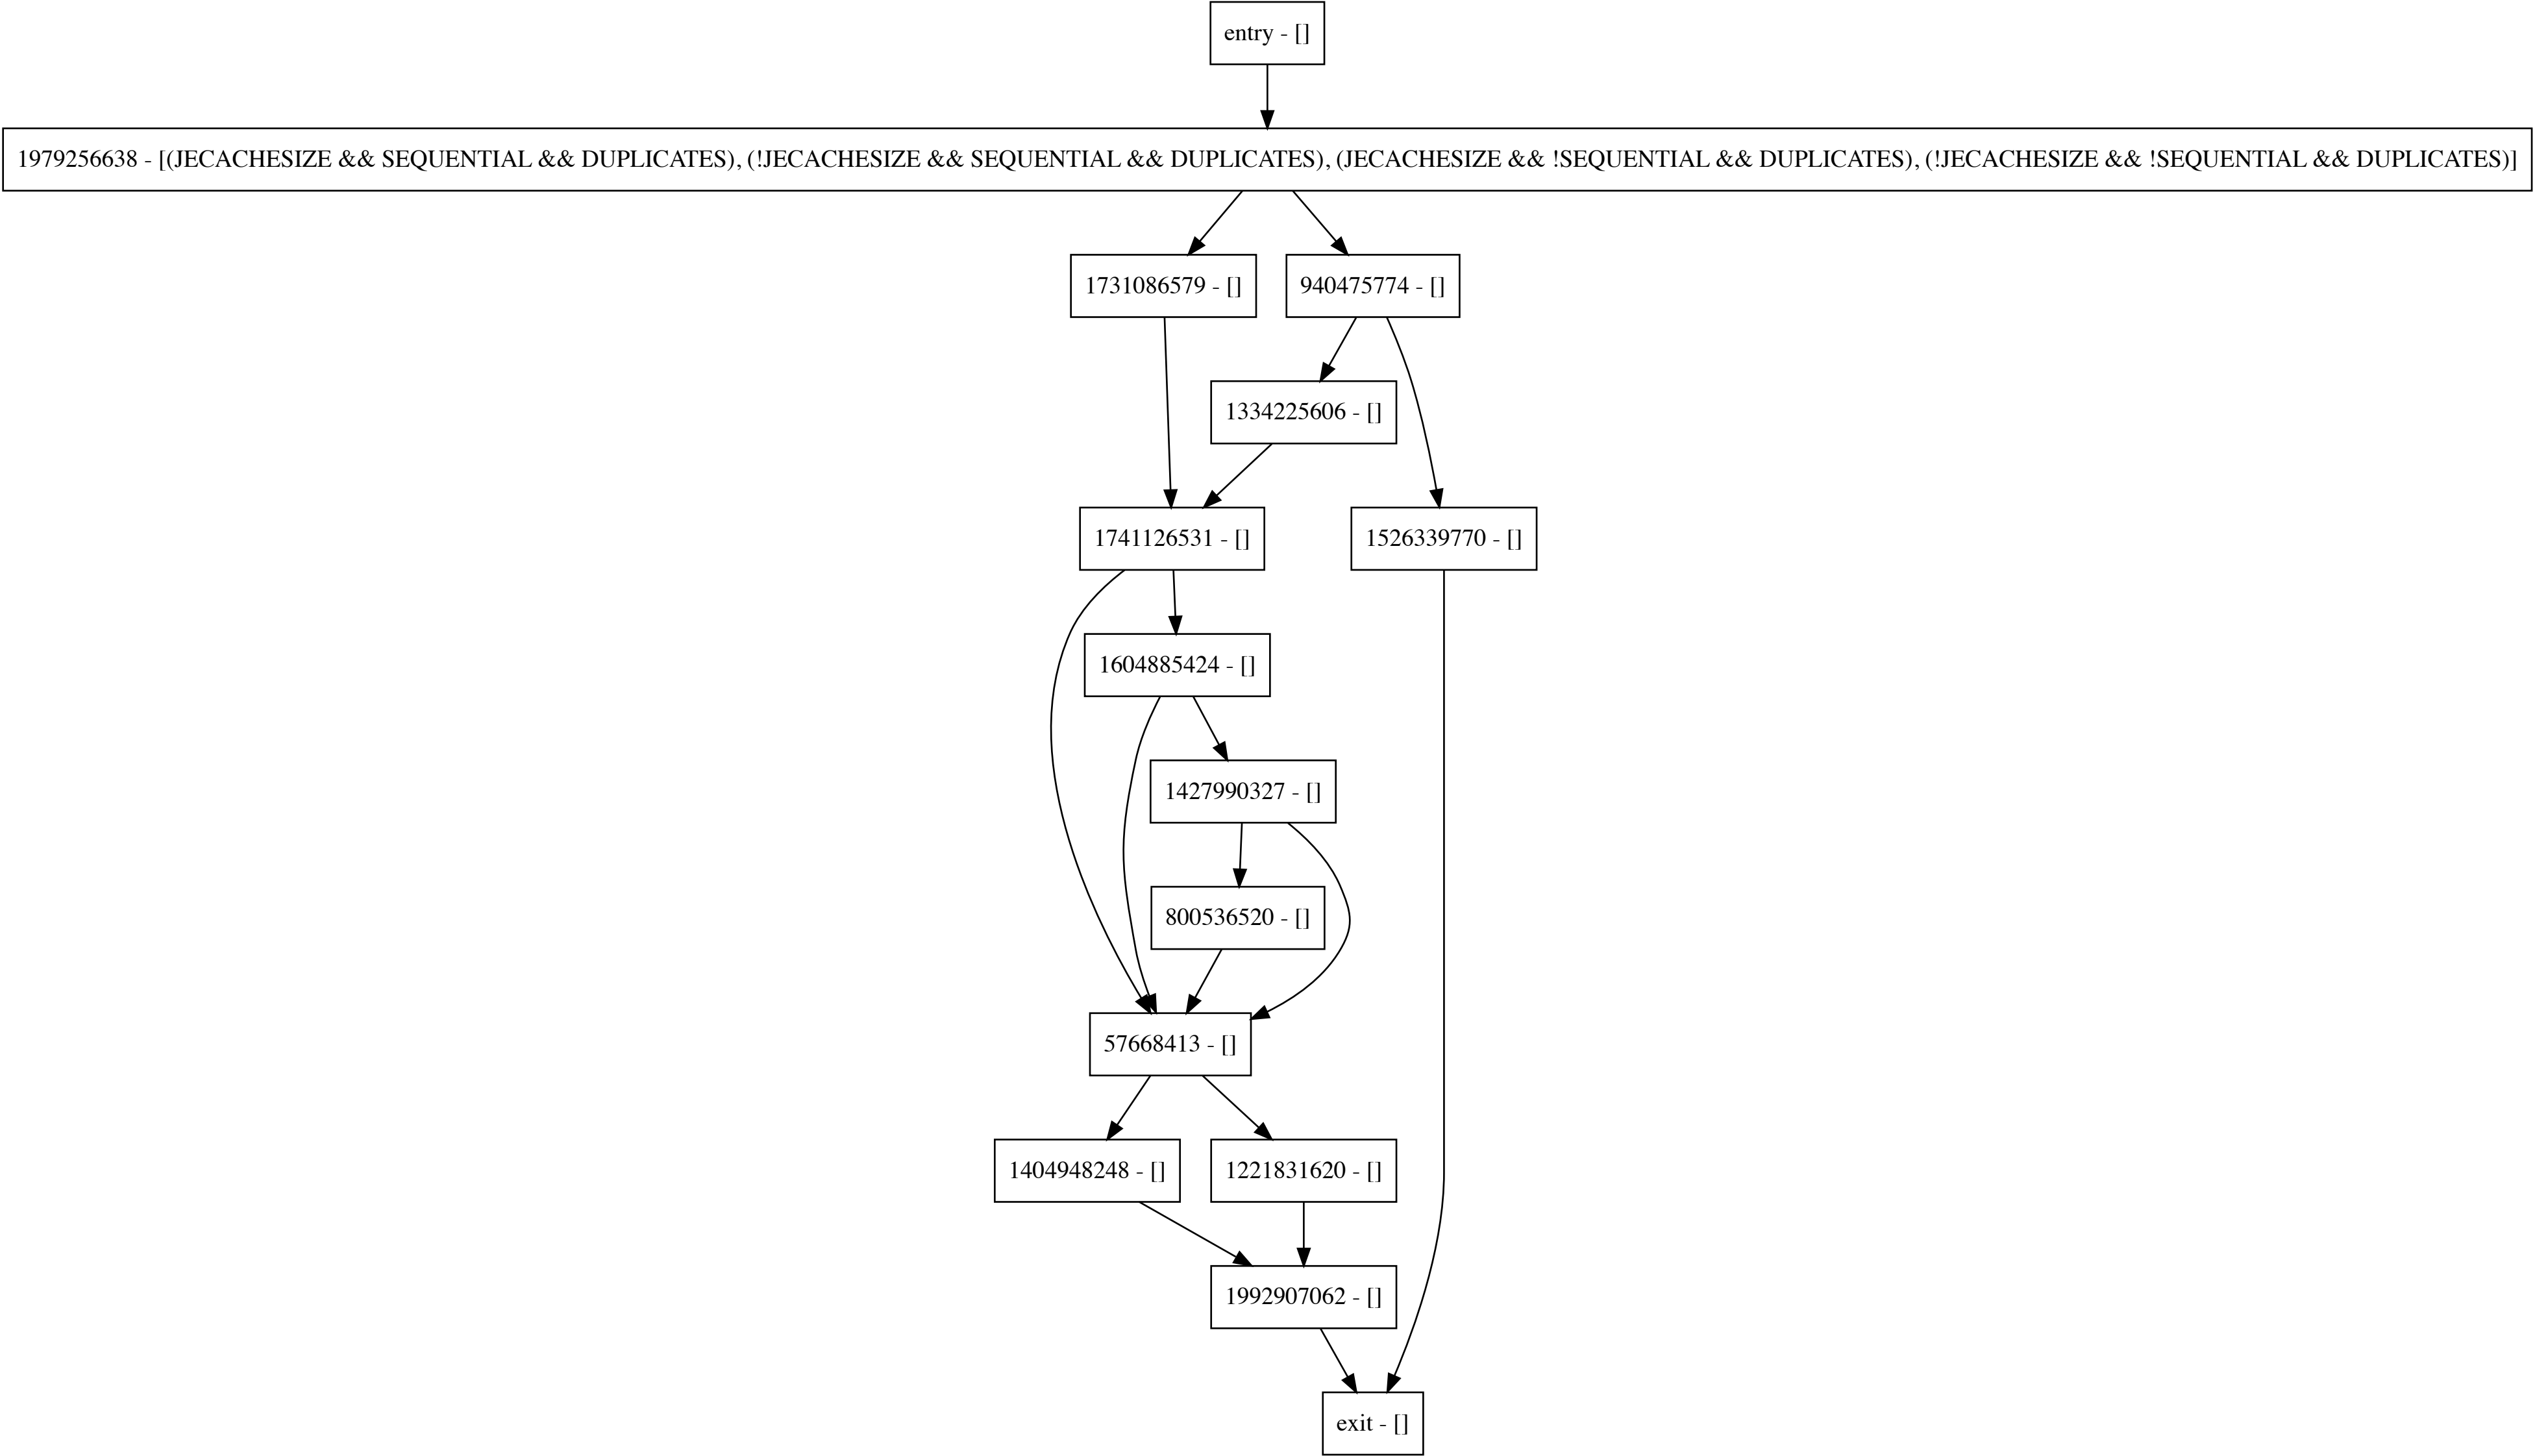 entry - []
1979256638 - [(JECACHESIZE && SEQUENTIAL && DUPLICATES), (!JECACHESIZE && SEQUENTIAL && DUPLICATES), (JECACHESIZE && !SEQUENTIAL && DUPLICATES), (!JECACHESIZE && !SEQUENTIAL && DUPLICATES)]
1731086579 - []
940475774 - []
1334225606 - []
1741126531 - []
1526339770 - []
1604885424 - []
1427990327 - []
800536520 - []
57668413 - []
1404948248 - []
1221831620 - []
1992907062 - []
exit - []